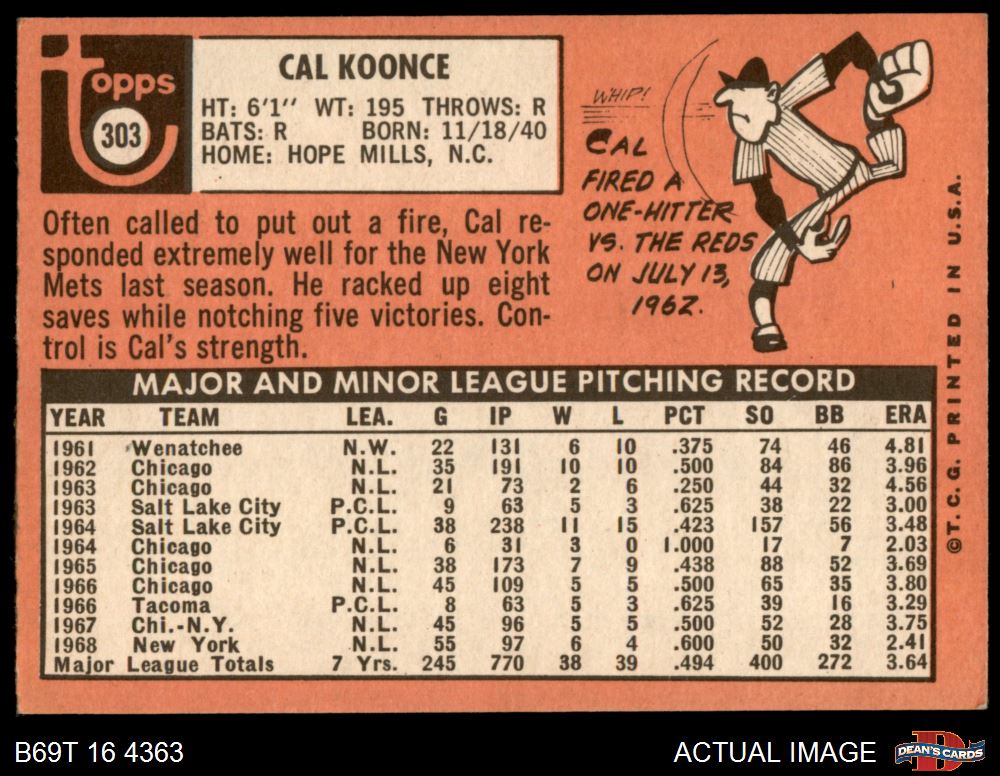 topps
303
CAL KOONCE
HT: 6'1" WT: 195 THROWS: R
BATS: R BORN: 11/18/40
HOME: HOPE MILLS, N.C.
Often called to put out a fire, Cal re-
sponded extremely well for the New York
Mets last season. He racked up eight
saves while notching five victories. Con-
trol is Cal's strength.
WHIP!
CAL
FIRED A
ONE-HITTER
VS. THE REDS
ON JULY 13,
1962.
MAJOR AND MINOR LEAGUE PITCHING RECORD
YEAR TEAM LEA. G IP W L PCT SO BB ERA
1961 Wenatchee N.W. 22 131 6 10 .375 74 46 4.81
1962 Chicago N.L. 35 191 10 10 .500 84 86 3.96
1963 Chicago N.L. 21 73 2 6 .250 44 32 4.56
1963 Salt Lake City P.C.L. 9 63 5 3 .625 38 22 3.00
1964 Salt Lake City P.C.L. 38 238 11 15 .423 157 56 3.48
1964 Chicago N.L. 6 31 3 0 1.000 17 7 2.03
1965 Chicago N.L. 38 173 7 9 .438 88 52 3.69
1966 Chicago N.L. 45 109 5 5 .500 65 35 3.80
1966 Tacoma P.C.L. 8 63 5 3 .625 39 16 3.29
1967 Chi.-N.Y. N.L. 45 96 5 5 .500 52 28 3.75
1968 New York N.L. 55 97 6 4 .600 50 32 2.41
Major League Totals 7 Yrs. 245 770 38 39 .494 400 272 3.64
©T.C.G. PRINTED IN U.S.A.
B69T 16 4363
ACTUAL IMAGE
DEAN'S CARDS